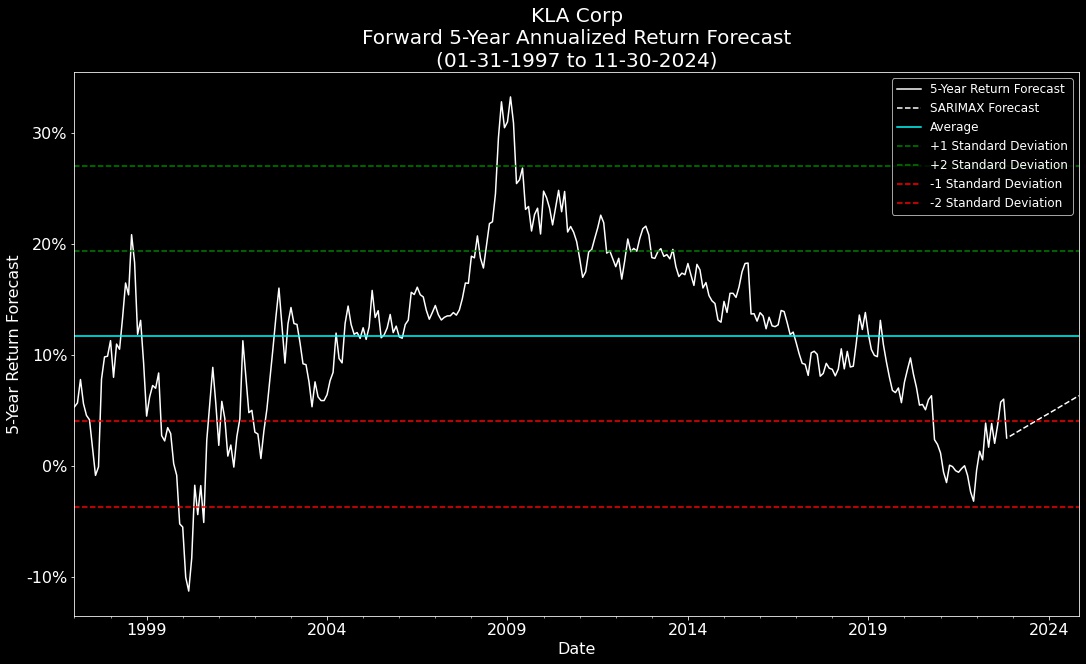 KLA Corp
Forward 5-Year Annualized Return Forecast
(01-31-1997 to 11-30-2024)
5-Year Return Forecast
SARIMAX Forecast
Average
+1 Standard Deviation
+2 Standard Deviation
-1 Standard Deviation
-2 Standard Deviation
5-Year Return Forecast
30%
20%
10%
0%
-10%
1999 2004 2009 2014 2019 2024
Date